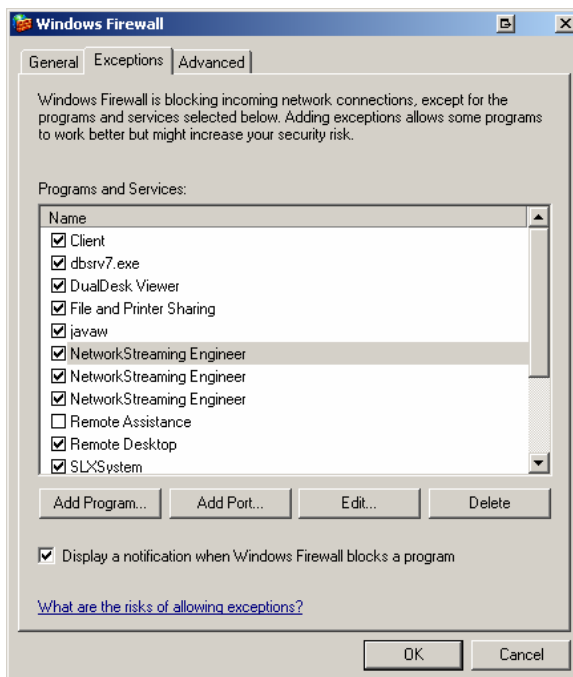 Windows Firewall
General Exceptions Advanced
Windows Firewall is blocking incoming network connections, except for the
programs and services selected below. Adding exceptions allows some programs
to work better but might increase your security risk.
Programs and Services:
Name
Client
dbsrv7.exe
DualDesk Viewer
File and Printer Sharing
javaw
NetworkStreaming Engineer
NetworkStreaming Engineer
NetworkStreaming Engineer
Remote Assistance
Remote Desktop
SLXSystem
Add Program... Add Port... Edit... Delete
Display a notification when Windows Firewall blocks a program
What are the risks of allowing exceptions?
OK Cancel